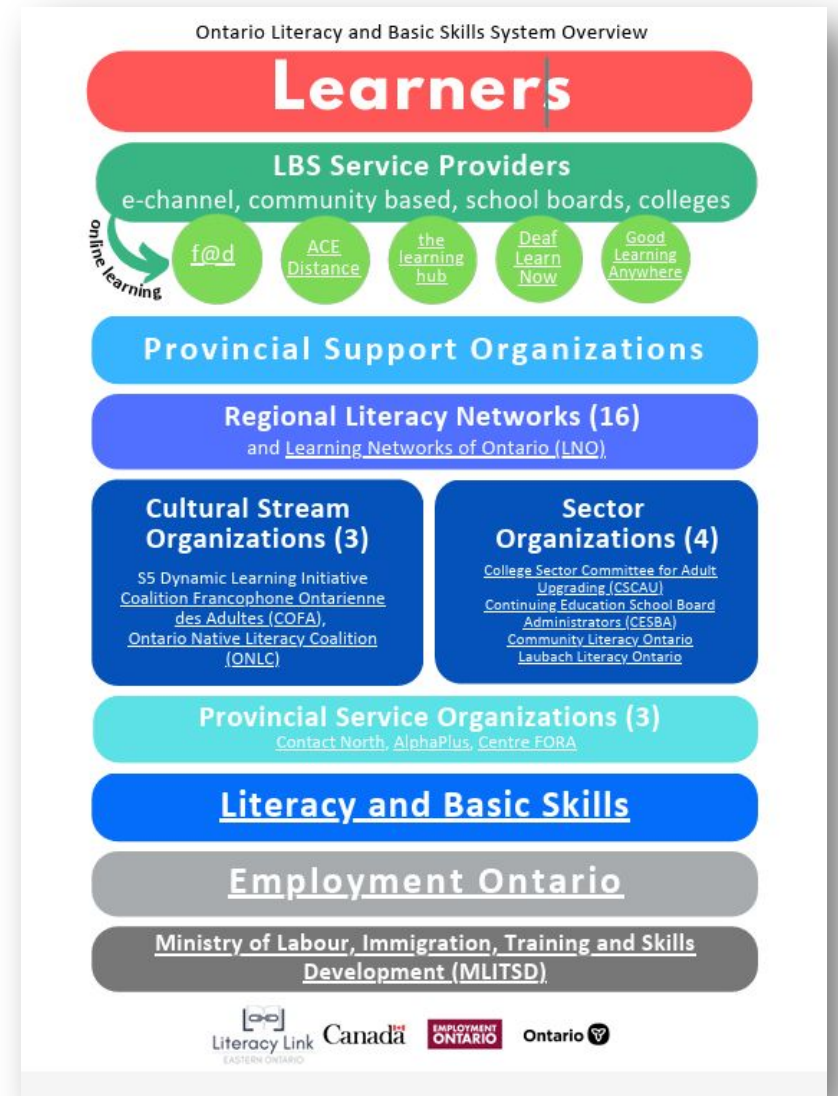 Ontario Literacy and Basic Skills System Overview
Learners
LBS Service Providers
e-channel, community based, school boards, colleges
online learning
f@d
ACE
Distance
the
learning
hub
Deaf
Learn
Now
Good
Learning
Anywhere
Provincial Support Organizations
Regional Literacy Networks (16)
and Learning Networks of Ontario (LNO)
Cultural Stream
Organizations (3)
S5 Dynamic Learning Initiative
Coalition Francophone Ontarienne
des Adultes (COFA),
Ontario Native Literacy Coalition
(ONLC)
Sector
Organizations (4)
College Sector Committee for Adult
Upgrading (CSCAU)
Continuing Education School Board
Administrators (CESBA)
Community Literacy Ontario
Laubach Literacy Ontario
Provincial Service Organizations (3)
Contact North, AlphaPlus, Centre FORA
Literacy and Basic Skills
Employment Ontario
Ministry of Labour, Immigration, Training and Skills
Development (MLITSD)
Literacy Link
EASTERN ONTARIO
Canada
EMPLOYMENT
ONTARIO
Ontario